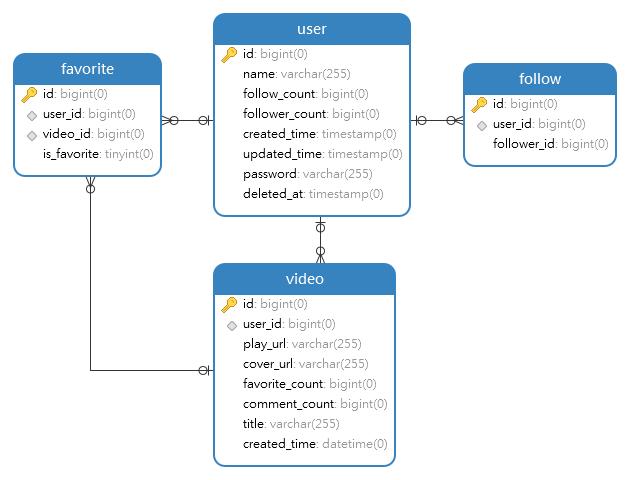 favorite
id: bigint(0)
user_id: bigint(0)
video_id: bigint(0)
is_favorite: tinyint(0)
user
id: bigint(0)
name: varchar(255)
follow_count: bigint(0)
follower_count: bigint(0)
created_time: timestamp(0)
updated_time: timestamp(0)
password: varchar(255)
deleted_at: timestamp(0)
follow
id: bigint(0)
user_id: bigint(0)
follower_id: bigint(0)
video
id: bigint(0)
user_id: bigint(0)
play_url: varchar(255)
cover_url: varchar(255)
favorite_count: bigint(0)
comment_count: bigint(0)
title: varchar(255)
created_time: datetime(0)